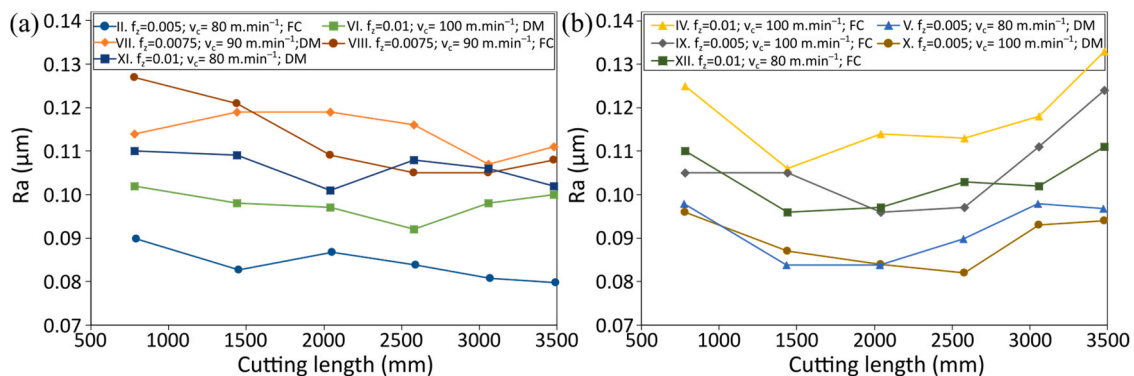 (a)
II. fz=0.005; vc= 80 m.min⁻¹; FC
VI. fz=0.01; vc= 100 m.min⁻¹; DM
VII. fz=0.0075; vc= 90 m.min⁻¹;DM
VIII. fz=0.0075; vc= 90 m.min⁻¹; FC
XI. fz=0.01; vc= 80 m.min⁻¹; DM
0.14
0.13
0.12
0.11
0.10
0.09
0.08
0.07
Ra (μm)
500 1000 1500 2000 2500 3000 3500
Cutting length (mm)
(b)
IV. fz=0.01; vc= 100 m.min⁻¹; FC
V. fz=0.005; vc= 80 m.min⁻¹; DM
IX. fz=0.005; vc= 100 m.min⁻¹; FC
X. fz=0.005; vc= 100 m.min⁻¹; DM
XII. fz=0.01; vc= 80 m.min⁻¹; FC
0.14
0.13
0.12
0.11
0.10
0.09
0.08
0.07
Ra (μm)
500 1000 1500 2000 2500 3000 3500
Cutting length (mm)